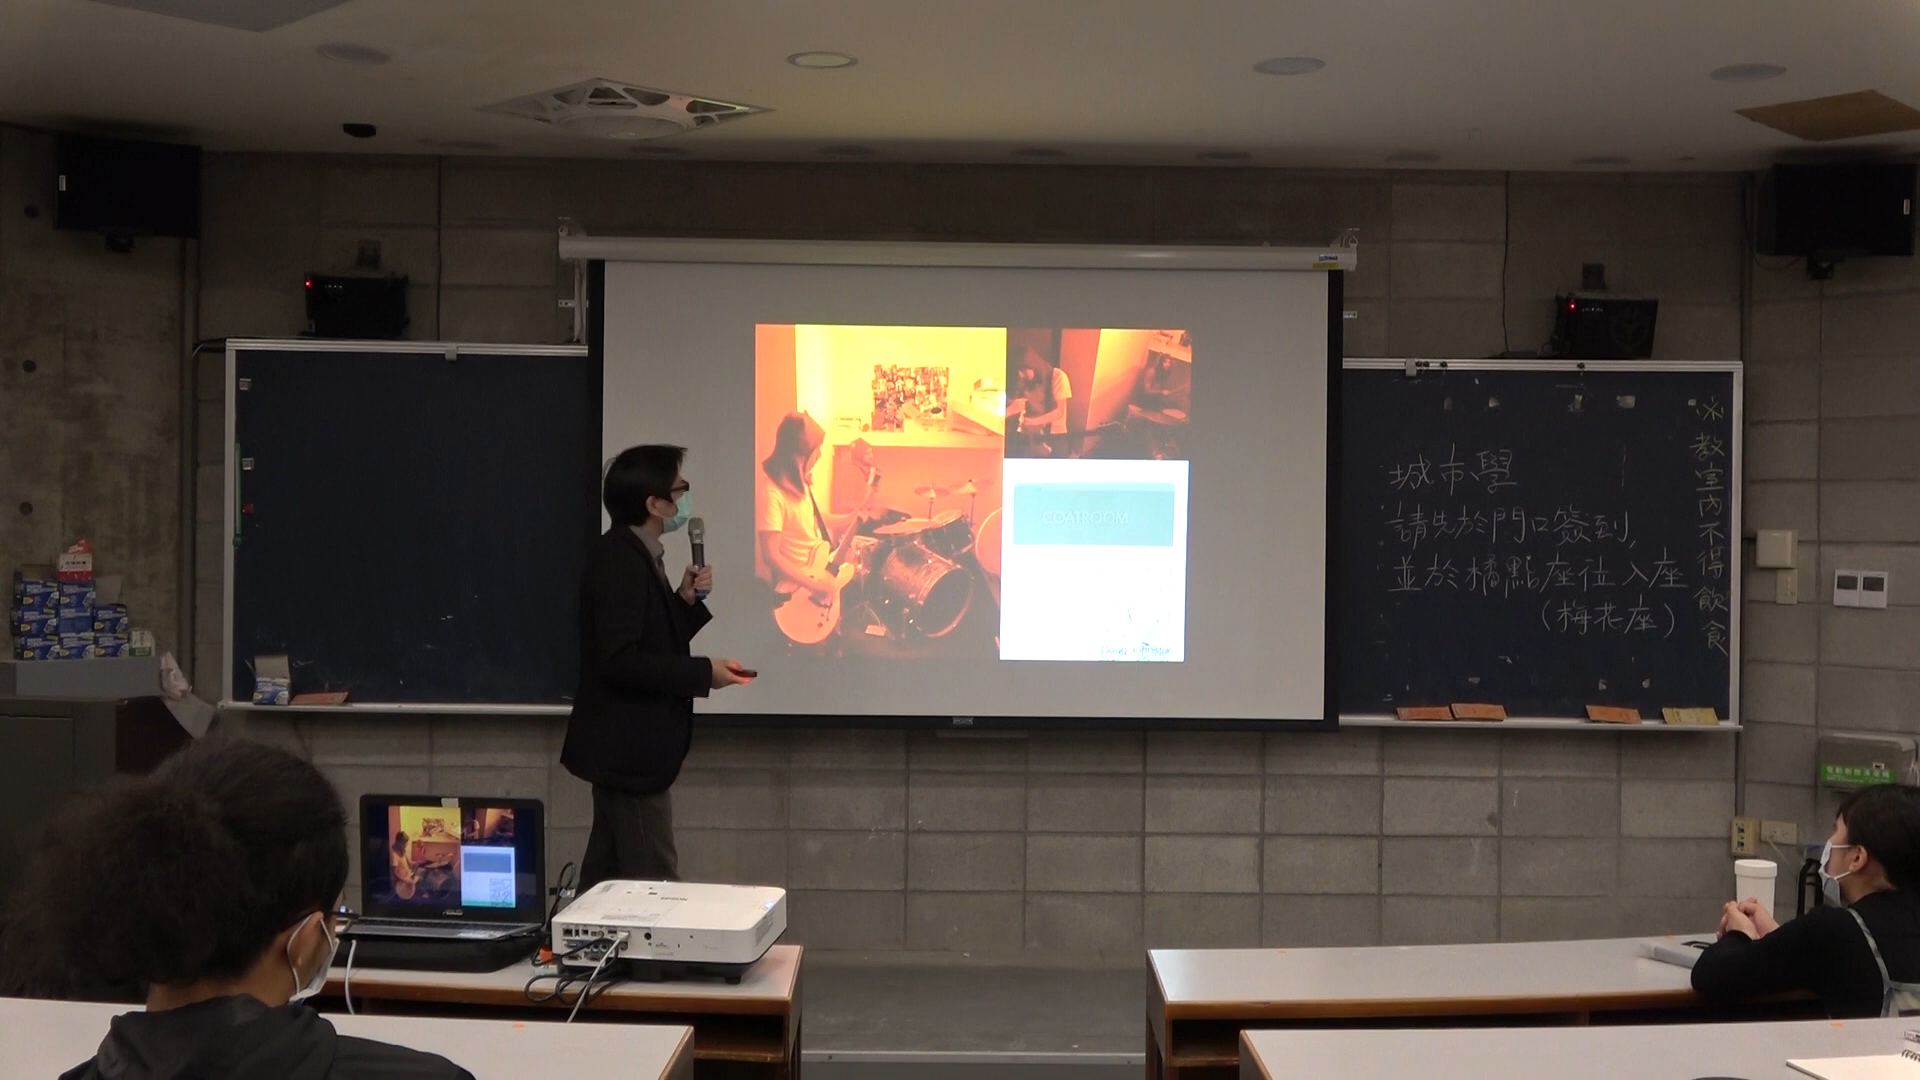 COATROOM
城市學
請先於門口簽到,
並於橘點座位入座
(梅花座)
※教室內不得飲食